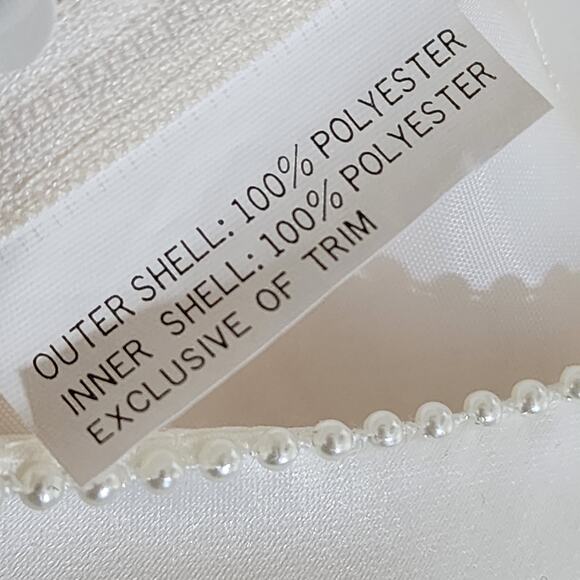 OUTER SHELL: 100% POLYESTER
INNER SHELL: 100% POLYESTER
EXCLUSIVE OF TRIM